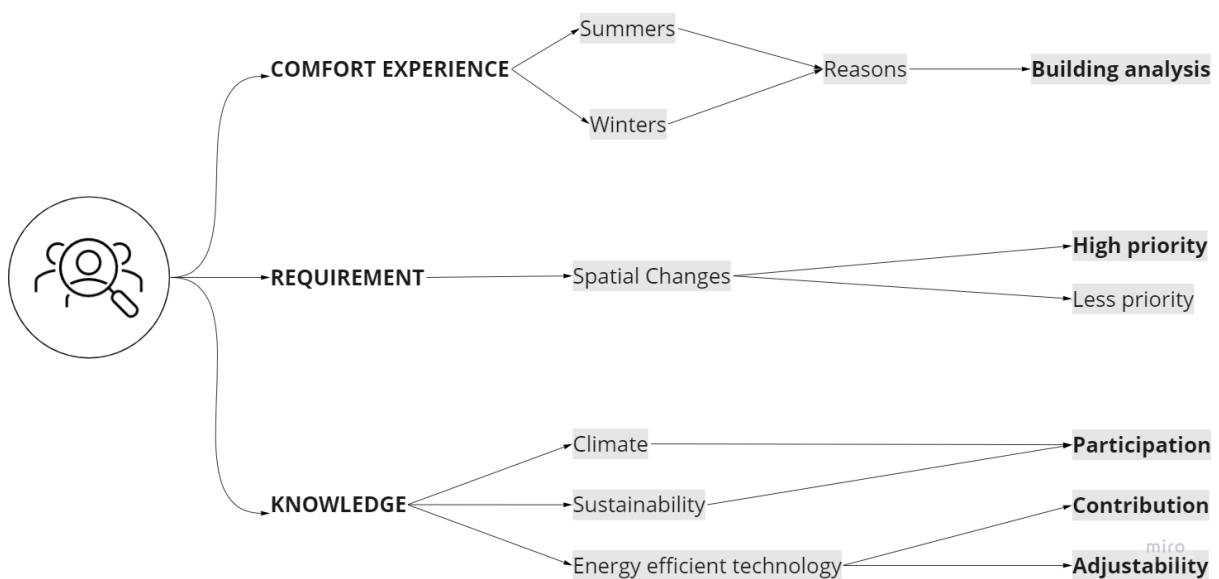 Summers
COMFORT EXPERIENCE
Reasons
Building analysis
Winters
High priority
REQUIREMENT
Spatial Changes
Less priority
Climate
Participation
KNOWLEDGE
Sustainability
Contribution
miro
Energy efficient technology
Adjustability